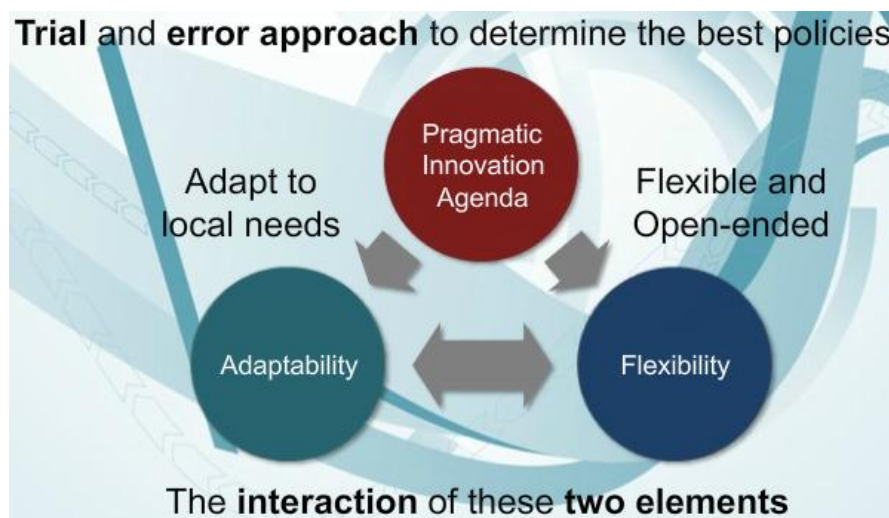 Trial and error approach to determine the best policies
Pragmatic
Innovation
Agenda
Adapt to
local needs
Flexible and
Open-ended
Adaptability
Flexibility
The interaction of these two elements